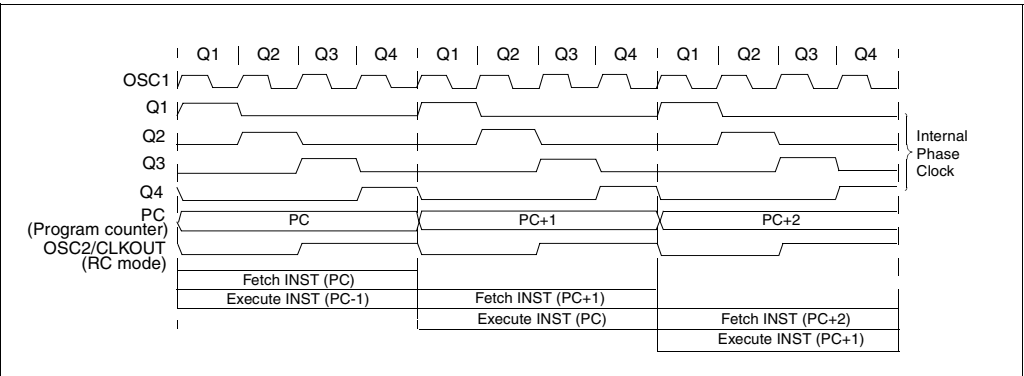 Q1 Q2 Q3 Q4 Q1 Q2 Q3 Q4 Q1 Q2 Q3 Q4
OSC1
Q1
Q2
Q3
Q4
Internal
Phase
Clock
PC
(Program counter)
PC PC+1 PC+2
OSC2/CLKOUT
(RC mode)
Fetch INST (PC)
Execute INST (PC-1) Fetch INST (PC+1)
Execute INST (PC) Fetch INST (PC+2)
Execute INST (PC+1)